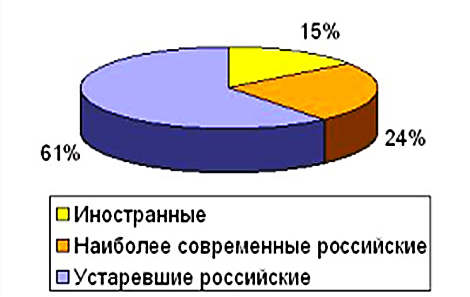 15%
61%
24%
Иностранные
Наиболее современные российские
Устаревшие российские